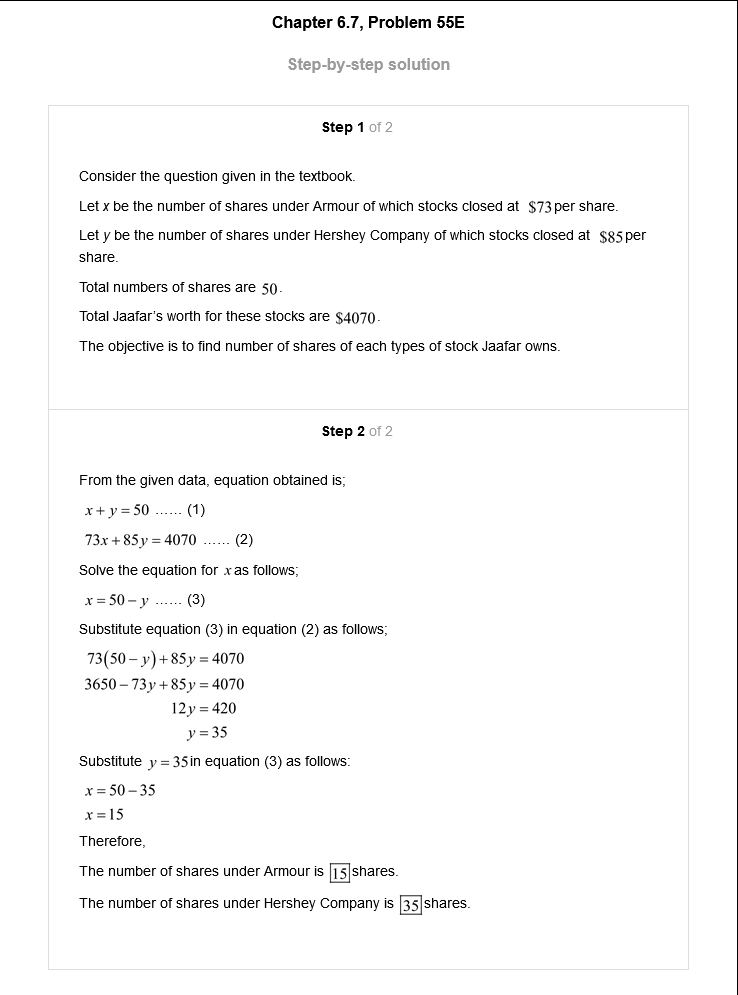 Chapter 6.7, Problem 55E
Step-by-step solution
Step 1 of 2
Consider the question given in the textbook.
Let x be the number of shares under Armour of which stocks closed at $73 per share.
Let y be the number of shares under Hershey Company of which stocks closed at $85 per
share.
Total numbers of shares are 50.
Total Jaafar's worth for these stocks are $4070.
The objective is to find number of shares of each types of stock Jaafar owns.
Step 2 of 2
From the given data, equation obtained is;
x + y = 50 ...... (1)
73x + 85y = 4070 ...... (2)
Solve the equation for x as follows;
x = 50 – y ...... (3)
Substitute equation (3) in equation (2) as follows;
73(50 – y) + 85y = 4070
3650 – 73y + 85y = 4070
12y = 420
y = 35
Substitute y = 35 in equation (3) as follows:
x = 50 – 35
x = 15
Therefore,
The number of shares under Armour is 15 shares.
The number of shares under Hershey Company is 35 shares.